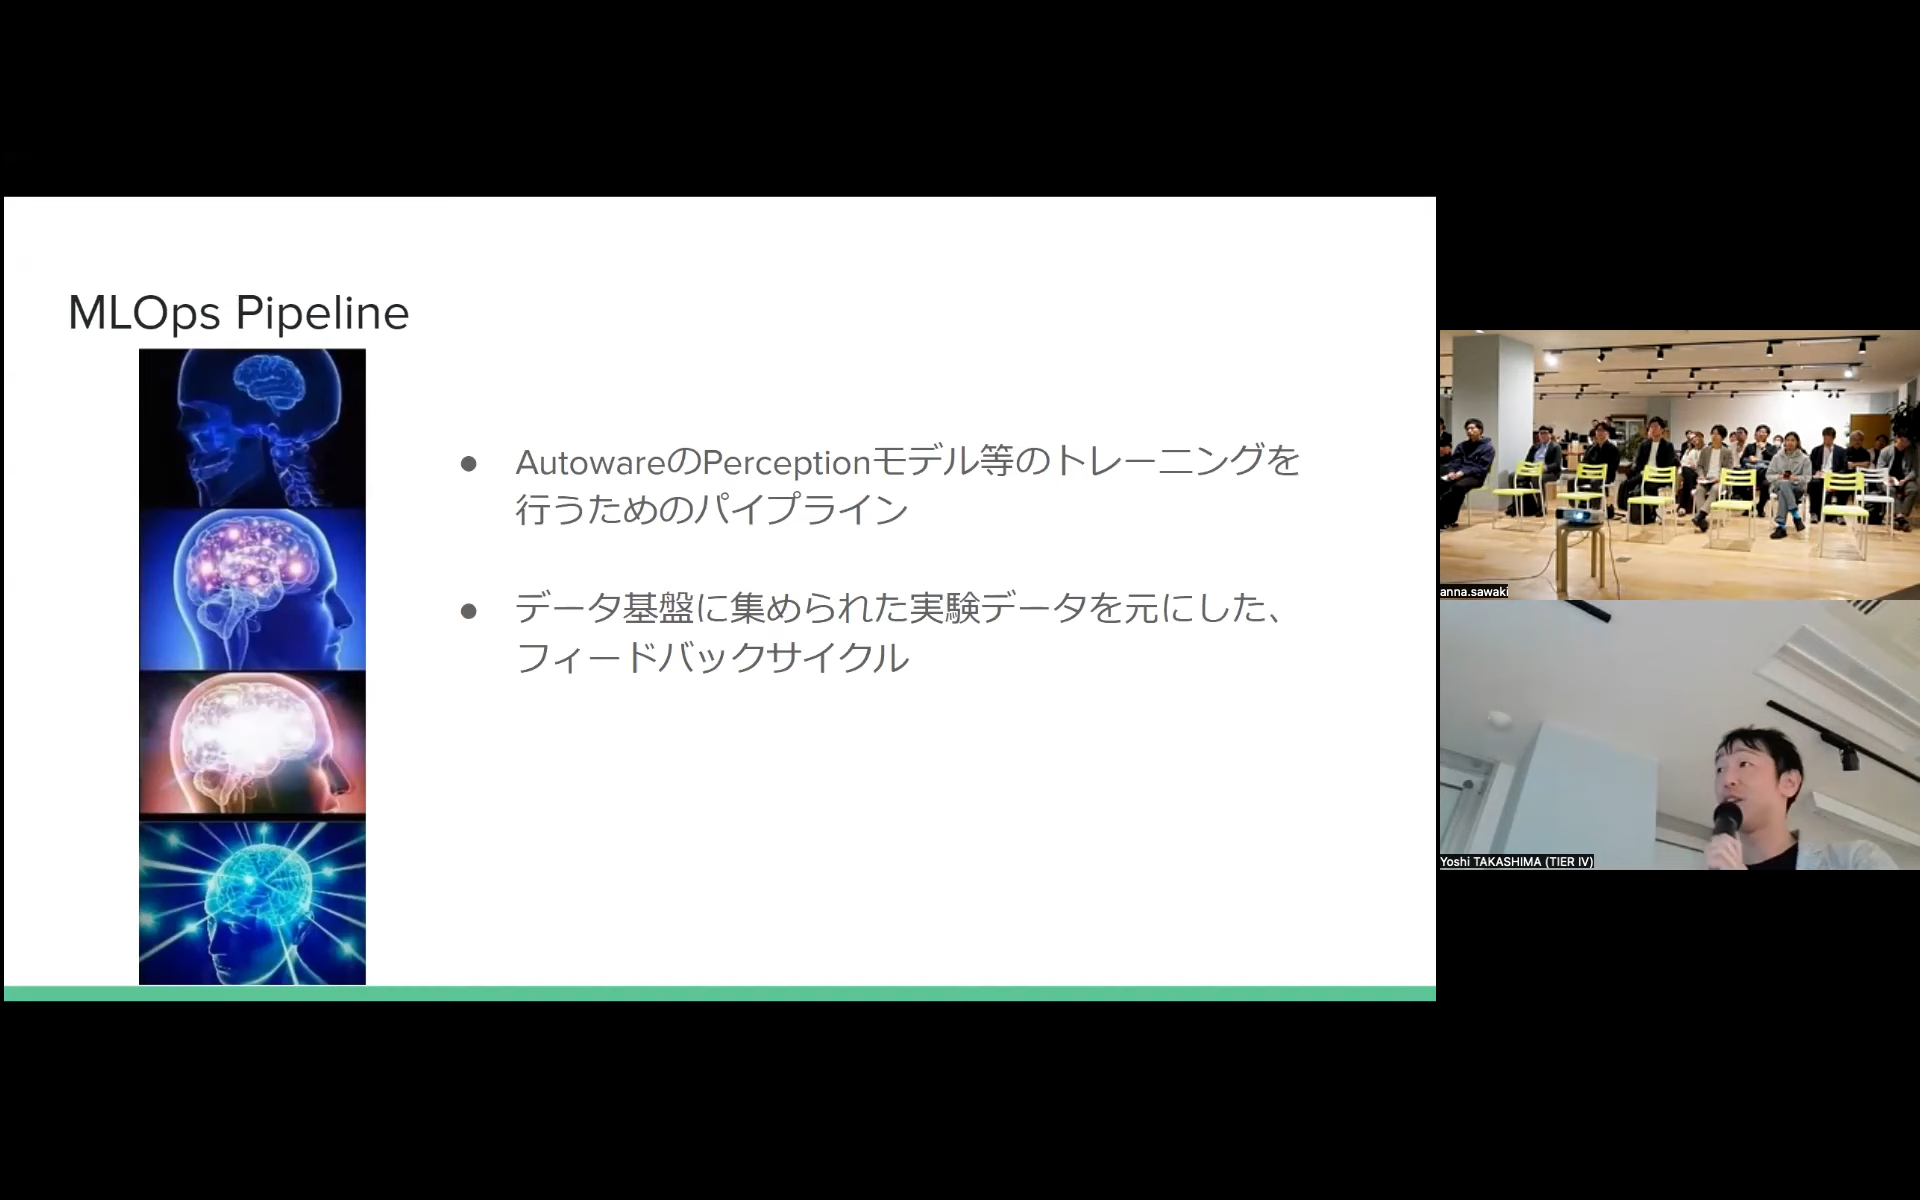 MLOps Pipeline
● AutowareのPerceptionモデル等のトレーニングを
行うためのパイプライン
● データ基盤に集められた実験データを元にした、
フィードバックサイクル
anna.sawaki
Yoshi TAKASHIMA (TIER IV)